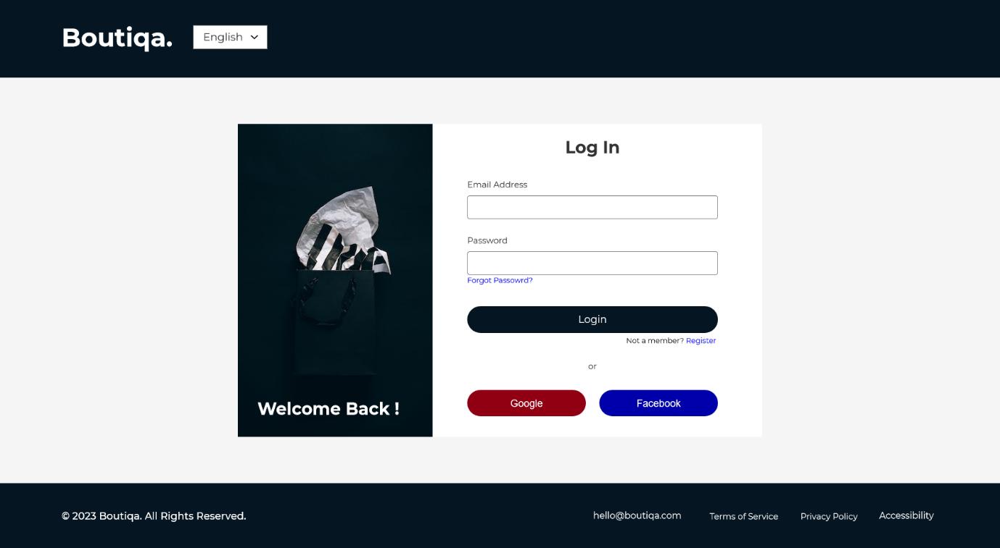 Boutiqa.
English
Log In
Email Address
Password
Forgot Passowrd?
Login
Not a member? Register
or
Google
Facebook
Welcome Back !
© 2023 Boutiqa. All Rights Reserved.
hello@boutiqa.com
Terms of Service
Privacy Policy
Accessibility